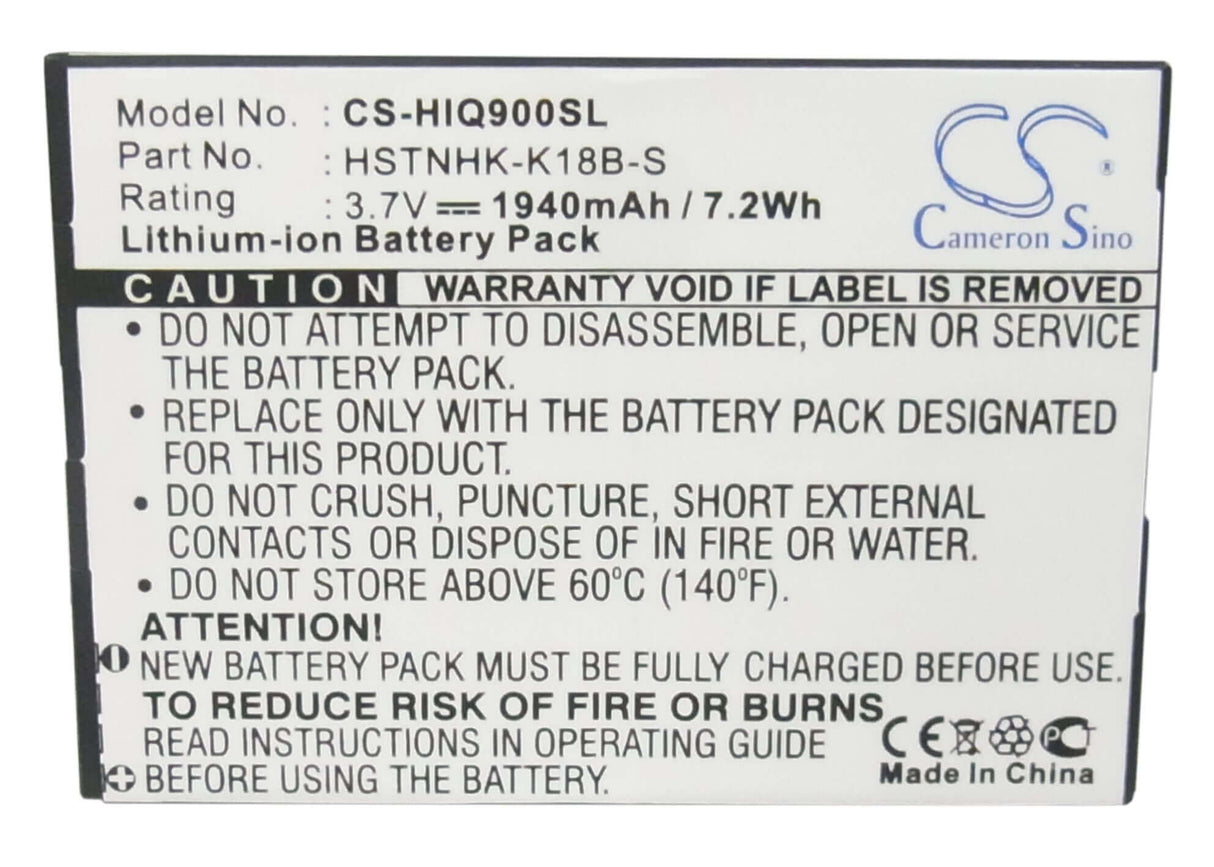 Model No. : CS-HIQ900SL
Part No. : HSTNHK-K18B-S
Rating : 3.7V 1940mAh / 7.2Wh
Lithium-ion Battery Pack
CS ®
Cameron Sino
CAUTION WARRANTY VOID IF LABEL IS REMOVED
• DO NOT ATTEMPT TO DISASSEMBLE, OPEN OR SERVICE
THE BATTERY PACK.
• REPLACE ONLY WITH THE BATTERY PACK DESIGNATED
FOR THIS PRODUCT.
• DO NOT CRUSH, PUNCTURE, SHORT EXTERNAL
CONTACTS OR DISPOSE OF IN FIRE OR WATER.
• DO NOT STORE ABOVE 60°C (140°F).
ATTENTION!
NEW BATTERY PACK MUST BE FULLY CHARGED BEFORE USE.
TO REDUCE RISK OF FIRE OR BURNS
READ INSTRUCTIONS IN OPERATING GUIDE
BEFORE USING THE BATTERY.
CE PCT
Made In China